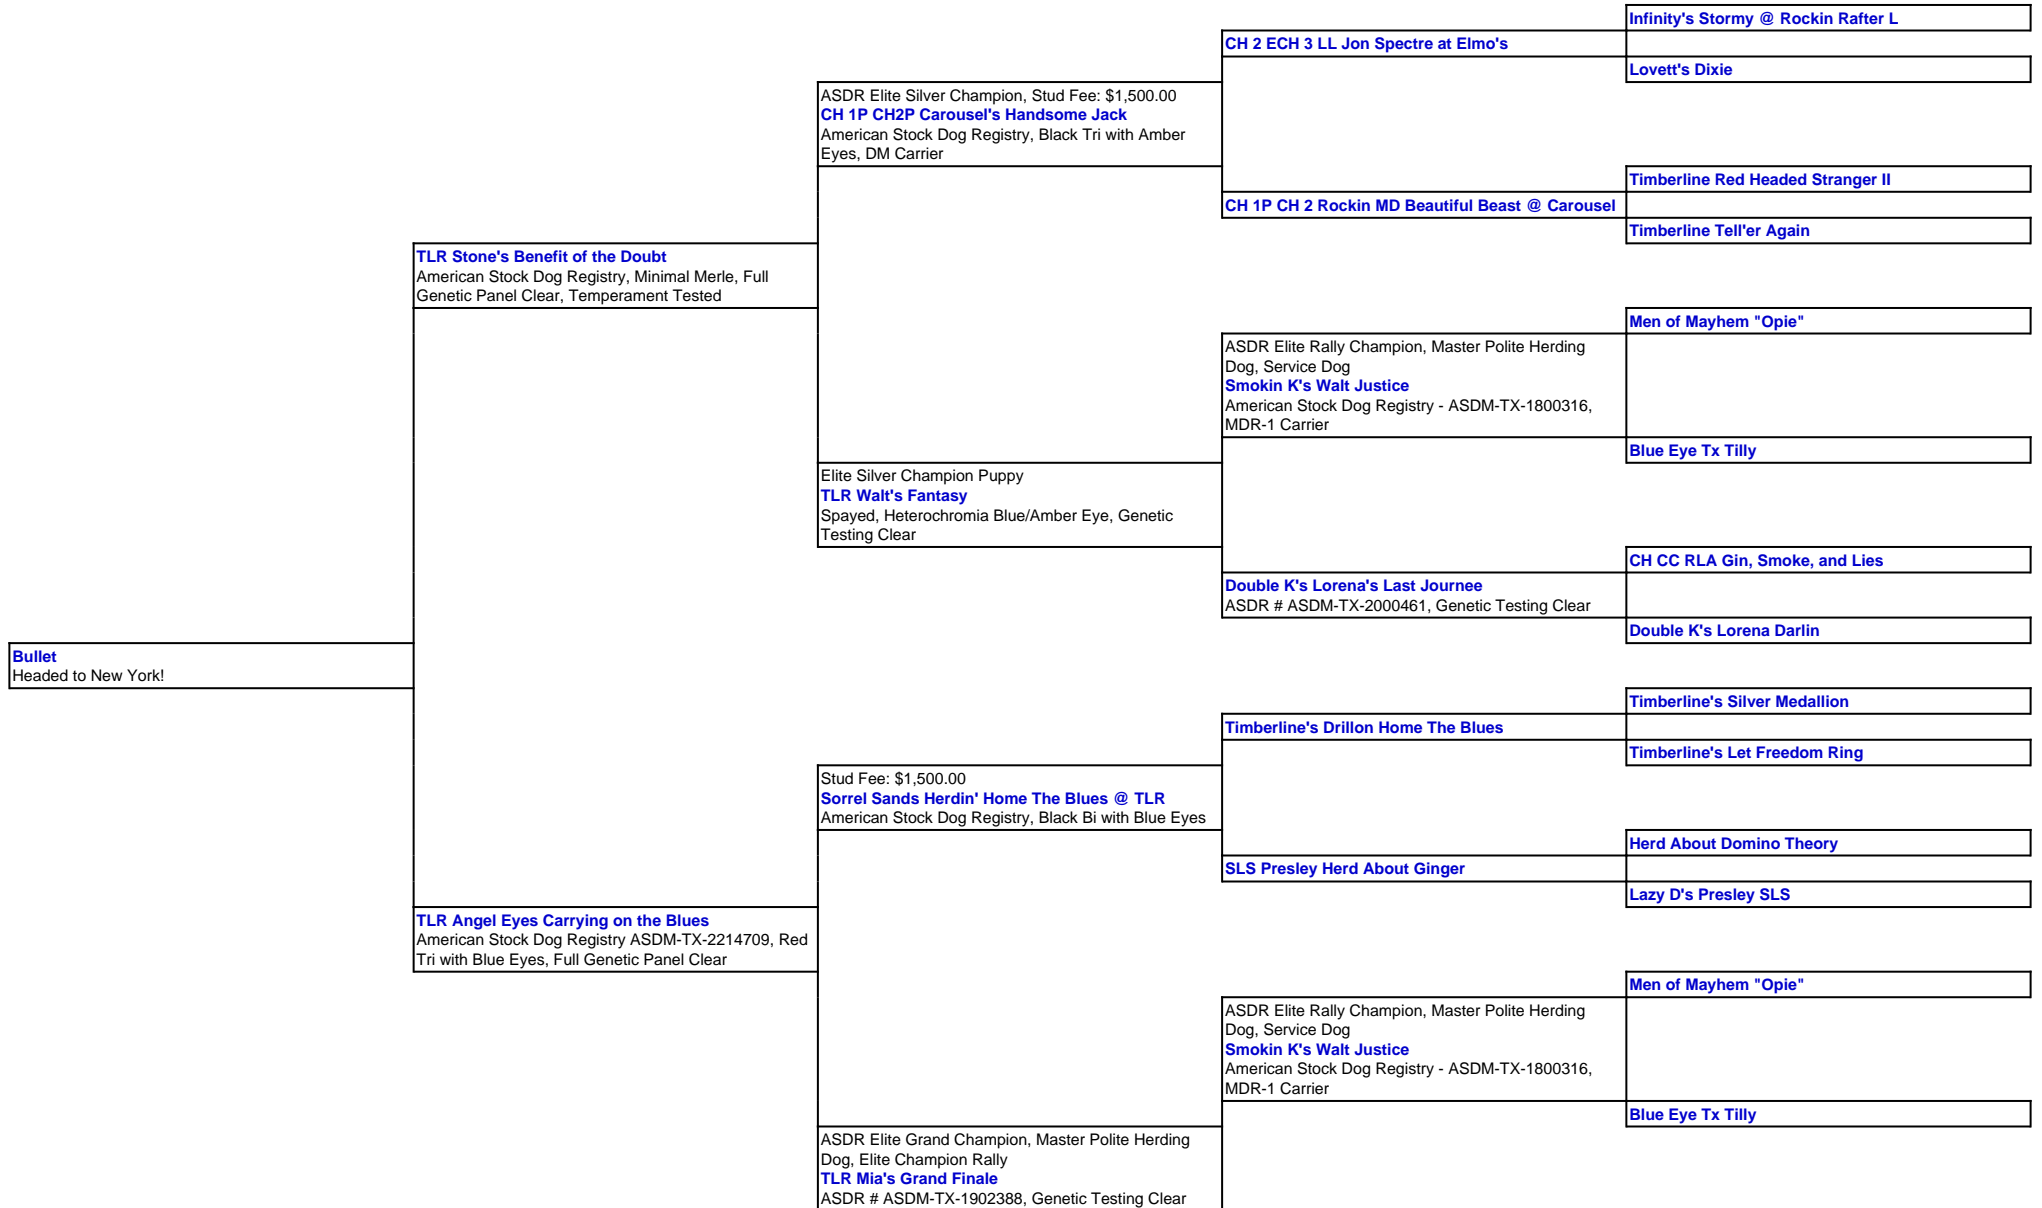 Bullet
Headed to New York!
TLR Stone's Benefit of the Doubt
American Stock Dog Registry, Minimal Merle, Full
Genetic Panel Clear, Temperament Tested
TLR Angel Eyes Carrying on the Blues
American Stock Dog Registry ASDM-TX-2214709, Red
Tri with Blue Eyes, Full Genetic Panel Clear
ASDR Elite Silver Champion, Stud Fee: $1,500.00
CH 1P CH2P Carousel's Handsome Jack
American Stock Dog Registry, Black Tri with Amber
Eyes, DM Carrier
Elite Silver Champion Puppy
TLR Walt's Fantasy
Spayed, Heterochromia Blue/Amber Eye, Genetic
Testing Clear
Stud Fee: $1,500.00
Sorrel Sands Herdin' Home The Blues @ TLR
American Stock Dog Registry, Black Bi with Blue Eyes
ASDR Elite Grand Champion, Master Polite Herding
Dog, Elite Champion Rally
TLR Mia's Grand Finale
ASDR # ASDM-TX-1902388, Genetic Testing Clear
CH 2 ECH 3 LL Jon Spectre at Elmo's
CH 1P CH 2 Rockin MD Beautiful Beast @ Carousel
ASDR Elite Rally Champion, Master Polite Herding
Dog, Service Dog
Smokin K's Walt Justice
American Stock Dog Registry - ASDM-TX-1800316,
MDR-1 Carrier
Double K's Lorena's Last Journee
ASDR # ASDM-TX-2000461, Genetic Testing Clear
Timberline's Drillon Home The Blues
SLS Presley Herd About Ginger
ASDR Elite Rally Champion, Master Polite Herding
Dog, Service Dog
Smokin K's Walt Justice
American Stock Dog Registry - ASDM-TX-1800316,
MDR-1 Carrier
Infinity's Stormy @ Rockin Rafter L
Lovett's Dixie
Timberline Red Headed Stranger II
Timberline Tell'er Again
Men of Mayhem "Opie"
Blue Eye Tx Tilly
CH CC RLA Gin, Smoke, and Lies
Double K's Lorena Darlin
Timberline's Silver Medallion
Timberline's Let Freedom Ring
Herd About Domino Theory
Lazy D's Presley SLS
Men of Mayhem "Opie"
Blue Eye Tx Tilly